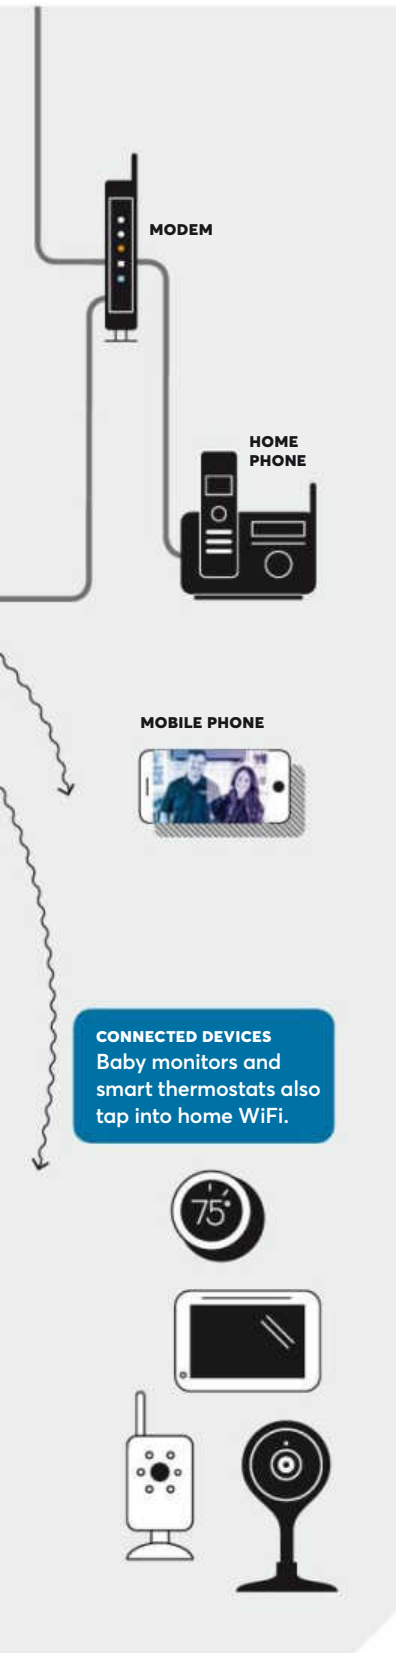 MODEM
HOME
PHONE
MOBILE PHONE
CONNECTED DEVICES
Baby monitors and
smart thermostats also
tap into home WiFi.
75°